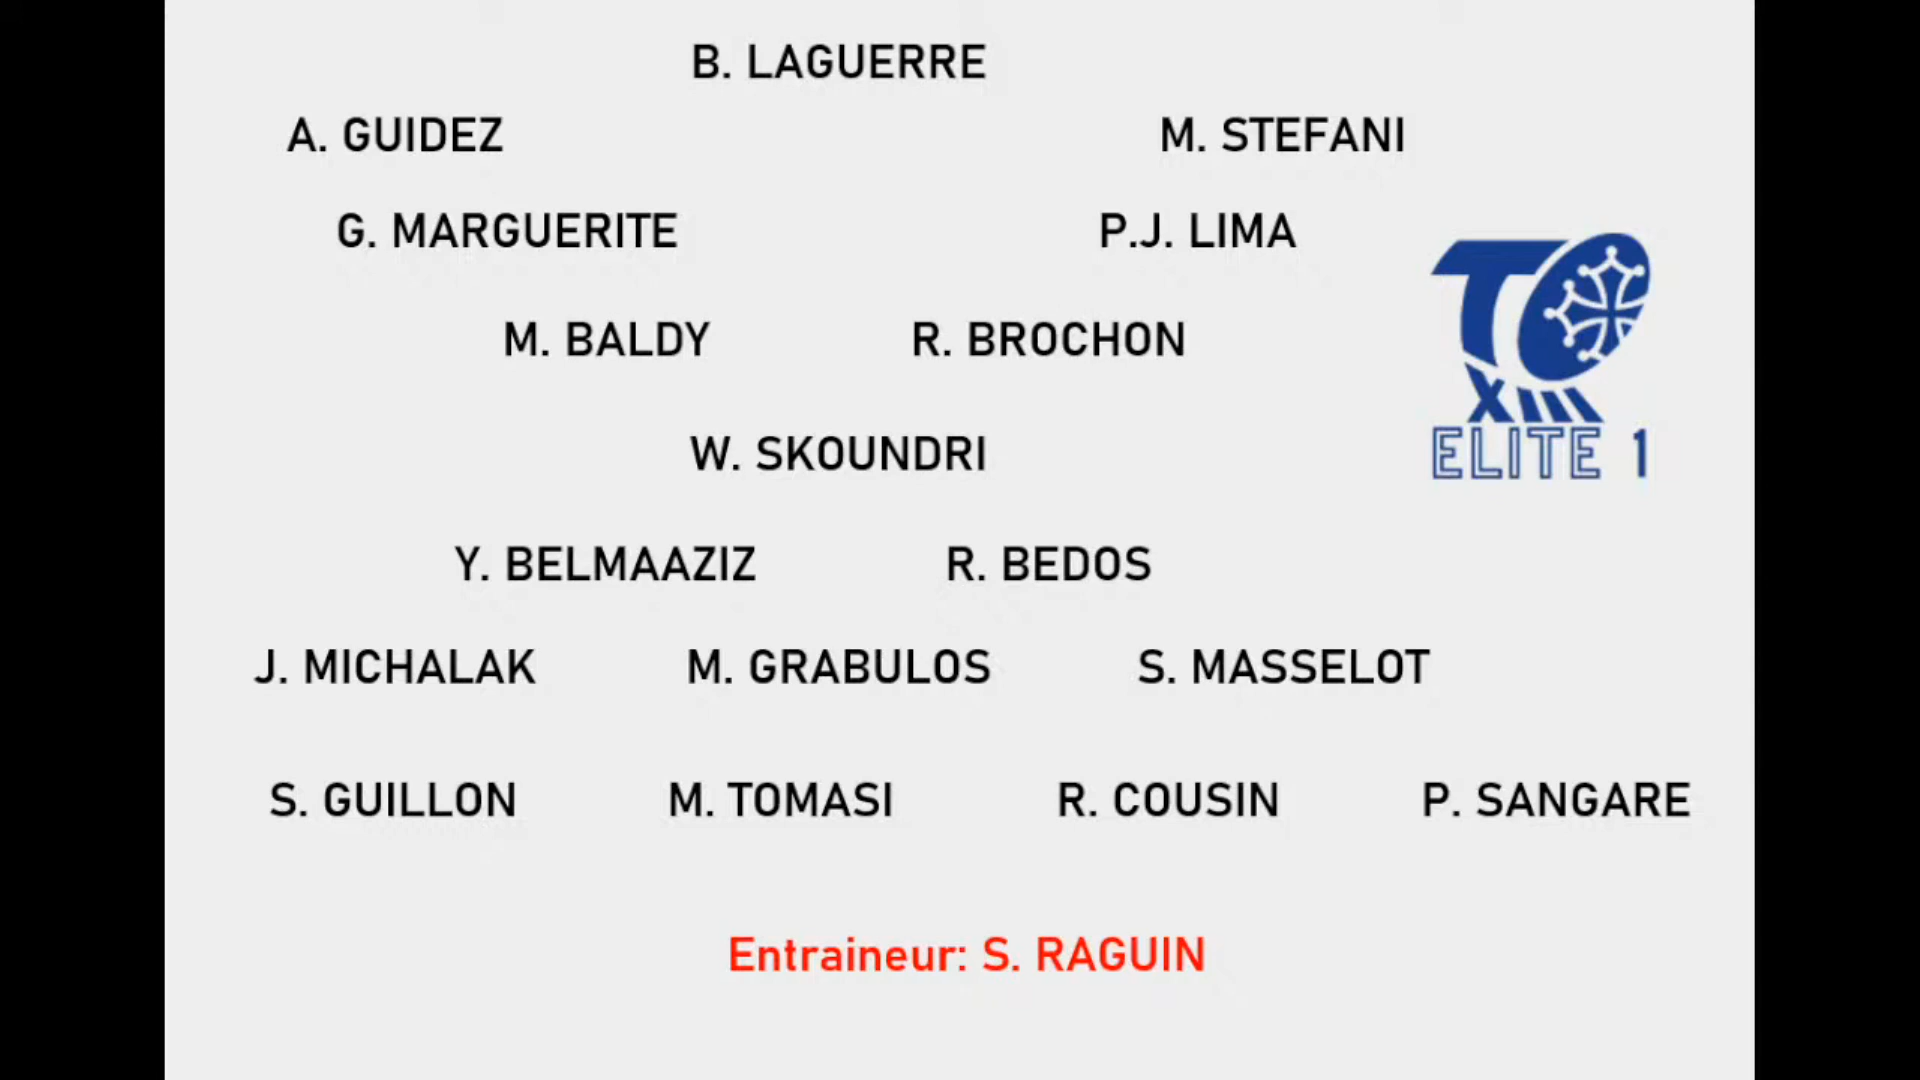 B. LAGUERRE
A. GUIDEZ M. STEFANI
G. MARGUERITE P.J. LIMA
M. BALDY R. BROCHON
TO
XIII
ELITE 1
W. SKOUNDRI
Y. BELMAAZIZ R. BEDOS
J. MICHALAK M. GRABULOS S. MASSELOT
S. GUILLON M. TOMASI R. COUSIN P. SANGARE
Entraineur: S. RAGUIN